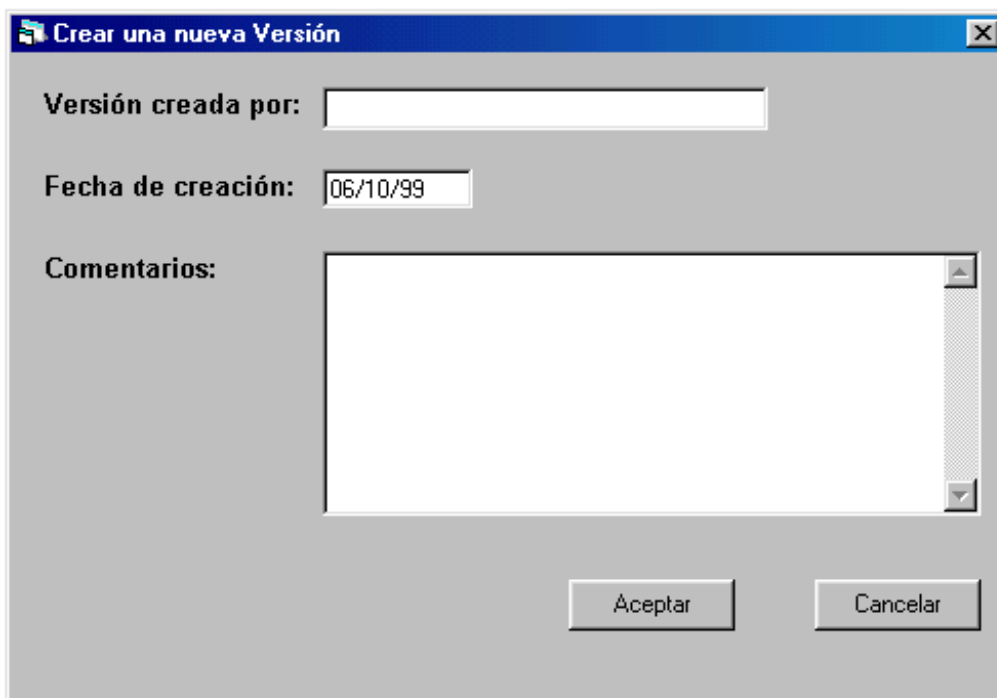 Crear una nueva Versión
Versión creada por:
Fecha de creación: 06/10/99
Comentarios:
Aceptar Cancelar